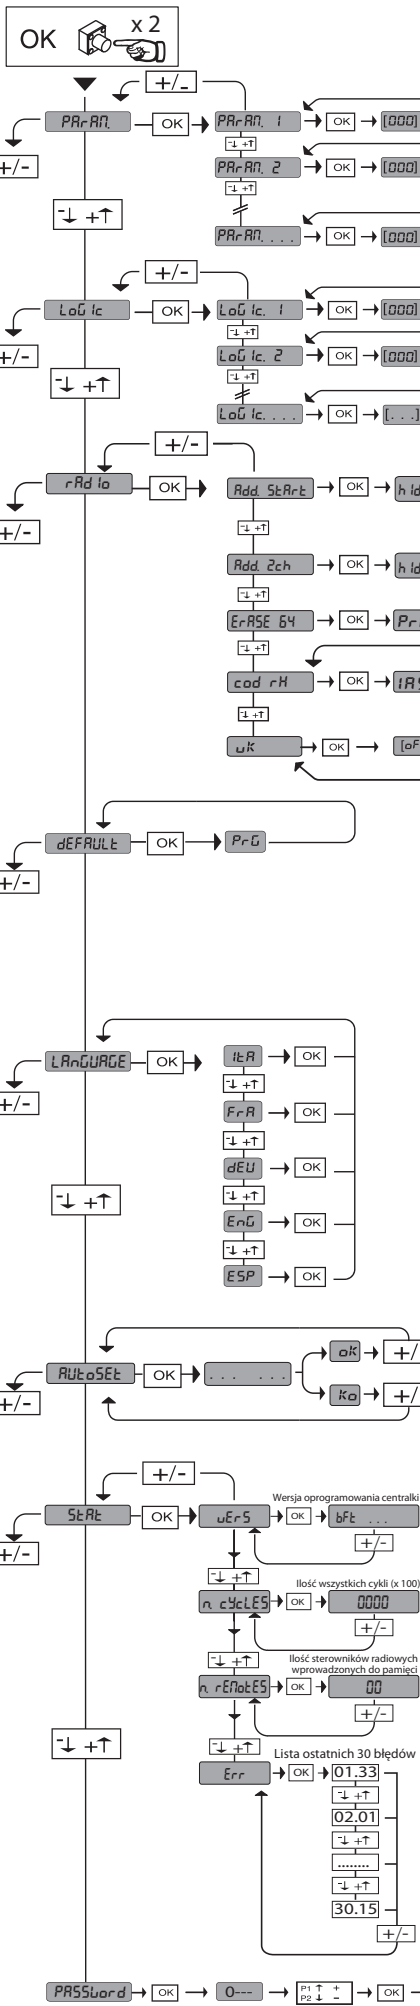 OK x 2
+/-
PArAM. OK PArAM. 1 OK [000]
+/- -↓ +↑
PArAM. 2 OK [000]
-↓ +↑ -↓ +↑
PArAM. . . . OK [000]
+/-
LoGIc OK LoGIc. 1 OK [000]
+/- -↓ +↑
LoGIc. 2 OK [000]
-↓ +↑ -↓ +↑
LoGIc. . . . OK [. . .]
+/-
rAdIo OK Add. StArt OK
+/- -↓ +↑
Add. 2ch OK
-↓ +↑
ErASE 64 OK
-↓ +↑
cod rH OK
-↓ +↑
uK OK
dEFAULt OK PrG
+/-
LAnGUAGE OK ItA OK
+/- -↓ +↑
FrA OK
-↓ +↑
dEU OK
-↓ +↑ -↓ +↑
EnG OK
-↓ +↑
ESP OK
AUtoSEt OK ... ... oK +/
+/- Ko +/
+/-
Wersja oprogramowania centralki
StAt OK uErS OK bFt ...
+/- +/-
-↓ +↑
Ilość wszystkich cykli (x 100)
n. cYcLES OK 0000
+/-
-↓ +↑
Ilość sterowników radiowych
wprowadzonych do pamięci
n. rEMotES OK 00
+/-
-↓ +↑ -↓ +↑
Lista ostatnich 30 błędów
Err OK 01.33
-↓ +↑
02.01
-↓ +↑
........
-↓ +↑
30.15
+/-
PASSword OK 0--- P1 ↑ + OK
P2 ↓ -